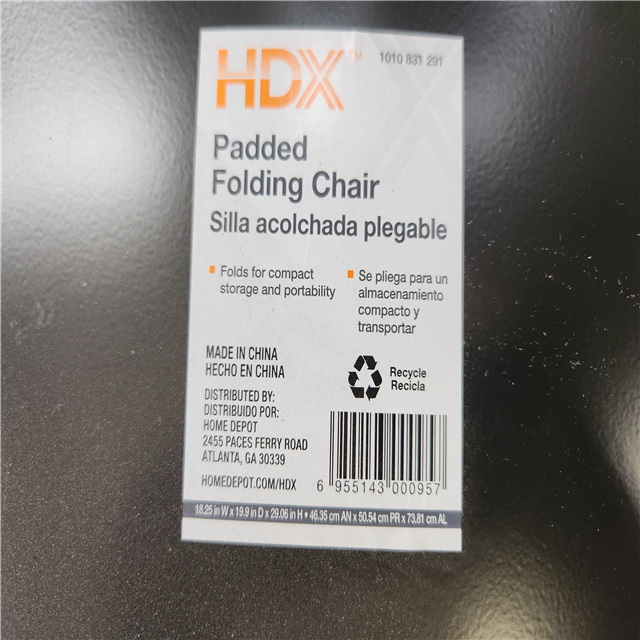 HDX™ 1010 831 291
Padded
Folding Chair
Silla acolchada plegable
Folds for compact
storage and portability
Se pliega para un
almacenamiento
compacto y
transportar
MADE IN CHINA
HECHO EN CHINA
Recycle
Recicla
DISTRIBUTED BY:
DISTRIBUIDO POR:
HOME DEPOT
2455 PACES FERRY ROAD
ATLANTA, GA 30339
HOMEDEPOT.COM/HDX
6 955143 000957
18.25 in W x 19.9 in D x 29.06 in H • 46.35 cm AN x 50.54 cm PR x 73.81 cm AL